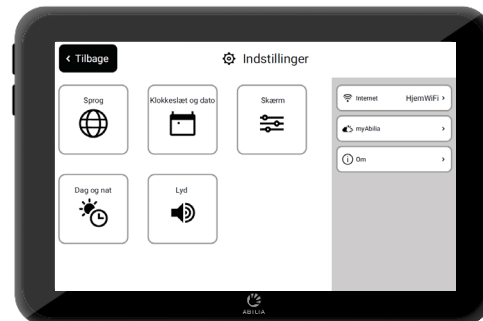 Tilbage
Indstillinger
Sprog
Klokkeslæt og dato
Skærm
Dag og nat
Lyd
Internet HjemWiFi
myAbilia
Om
ABILIA